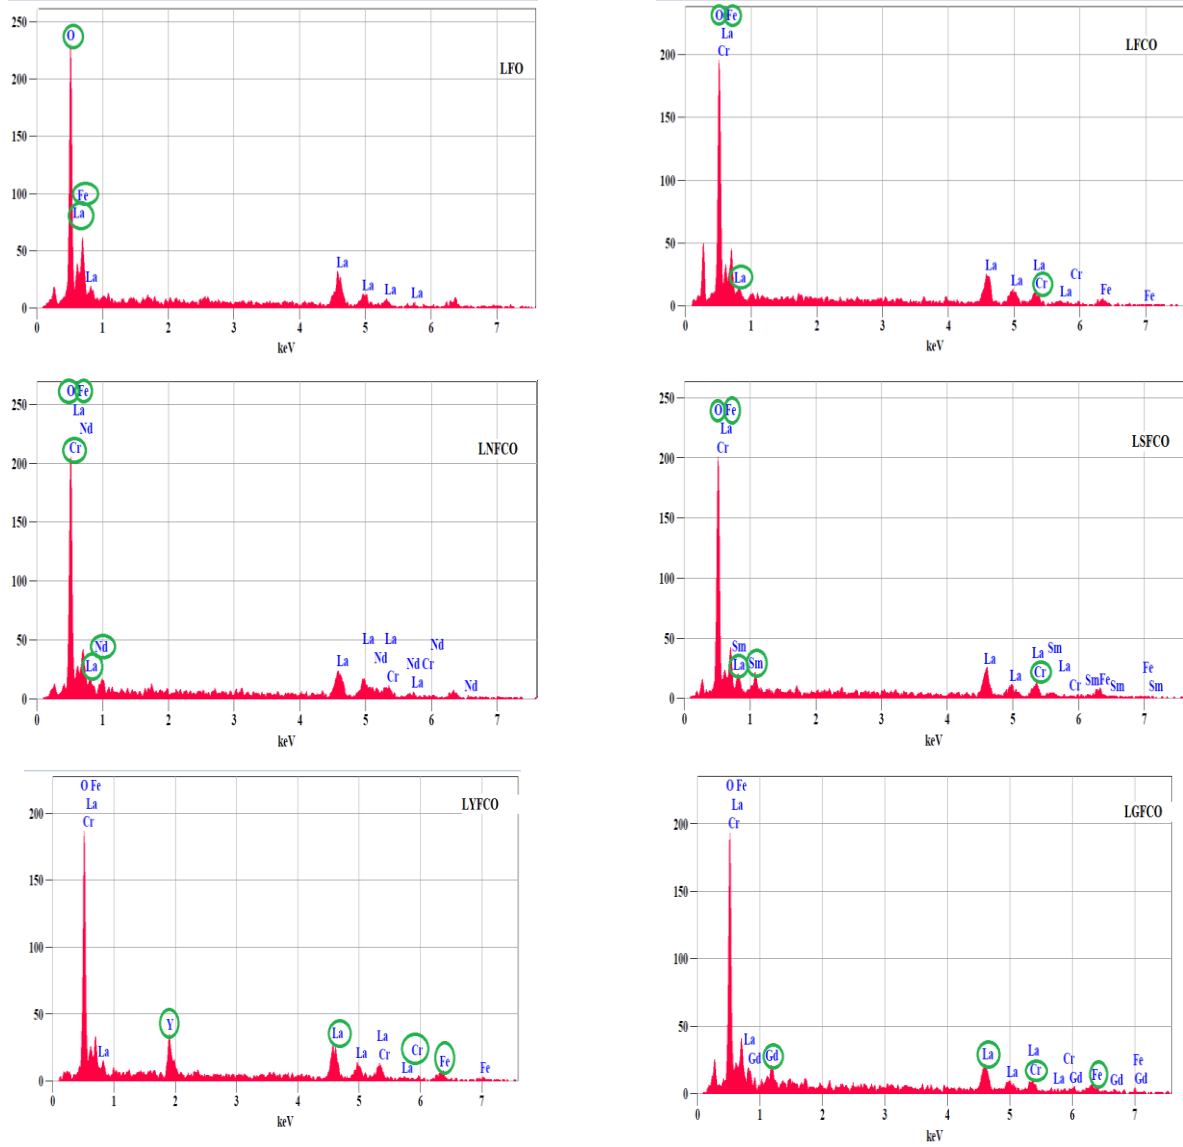 250
O
LFO
200
150
100
Fe
La
50
La
La
La
La
La
0
0 1 2 3 4 5 6 7
keV
O Fe
La
Cr
LFCO
200
150
100
50
La
La
La
La
Cr
La
Cr
Fe
Fe
0
0 1 2 3 4 5 6 7
keV
O Fe
250
La
Nd
Cr
LNFCO
200
150
100
50
Nd
La
La
La La
Nd
Cr
Nd Cr
La
Nd
Nd
0
0 1 2 3 4 5 6 7
keV
250
O Fe
La
Cr
LSFCO
200
150
100
50
Sm
La
Sm
La
La
La Sm
Cr
La
Cr
Sm Fe
Sm
Fe
Sm
0
0 1 2 3 4 5 6 7
keV
O Fe
La
Cr
LYFCO
200
150
100
50
La
Y
La
La
La
Cr
La
Cr
Fe
Fe
0
0 1 2 3 4 5 6 7
keV
O Fe
La
Cr
LGFCO
200
150
100
50
La
Gd
Gd
La
La
La
Cr
La
Cr
Gd
Fe
Gd
Fe
Gd
0
0 1 2 3 4 5 6 7
keV